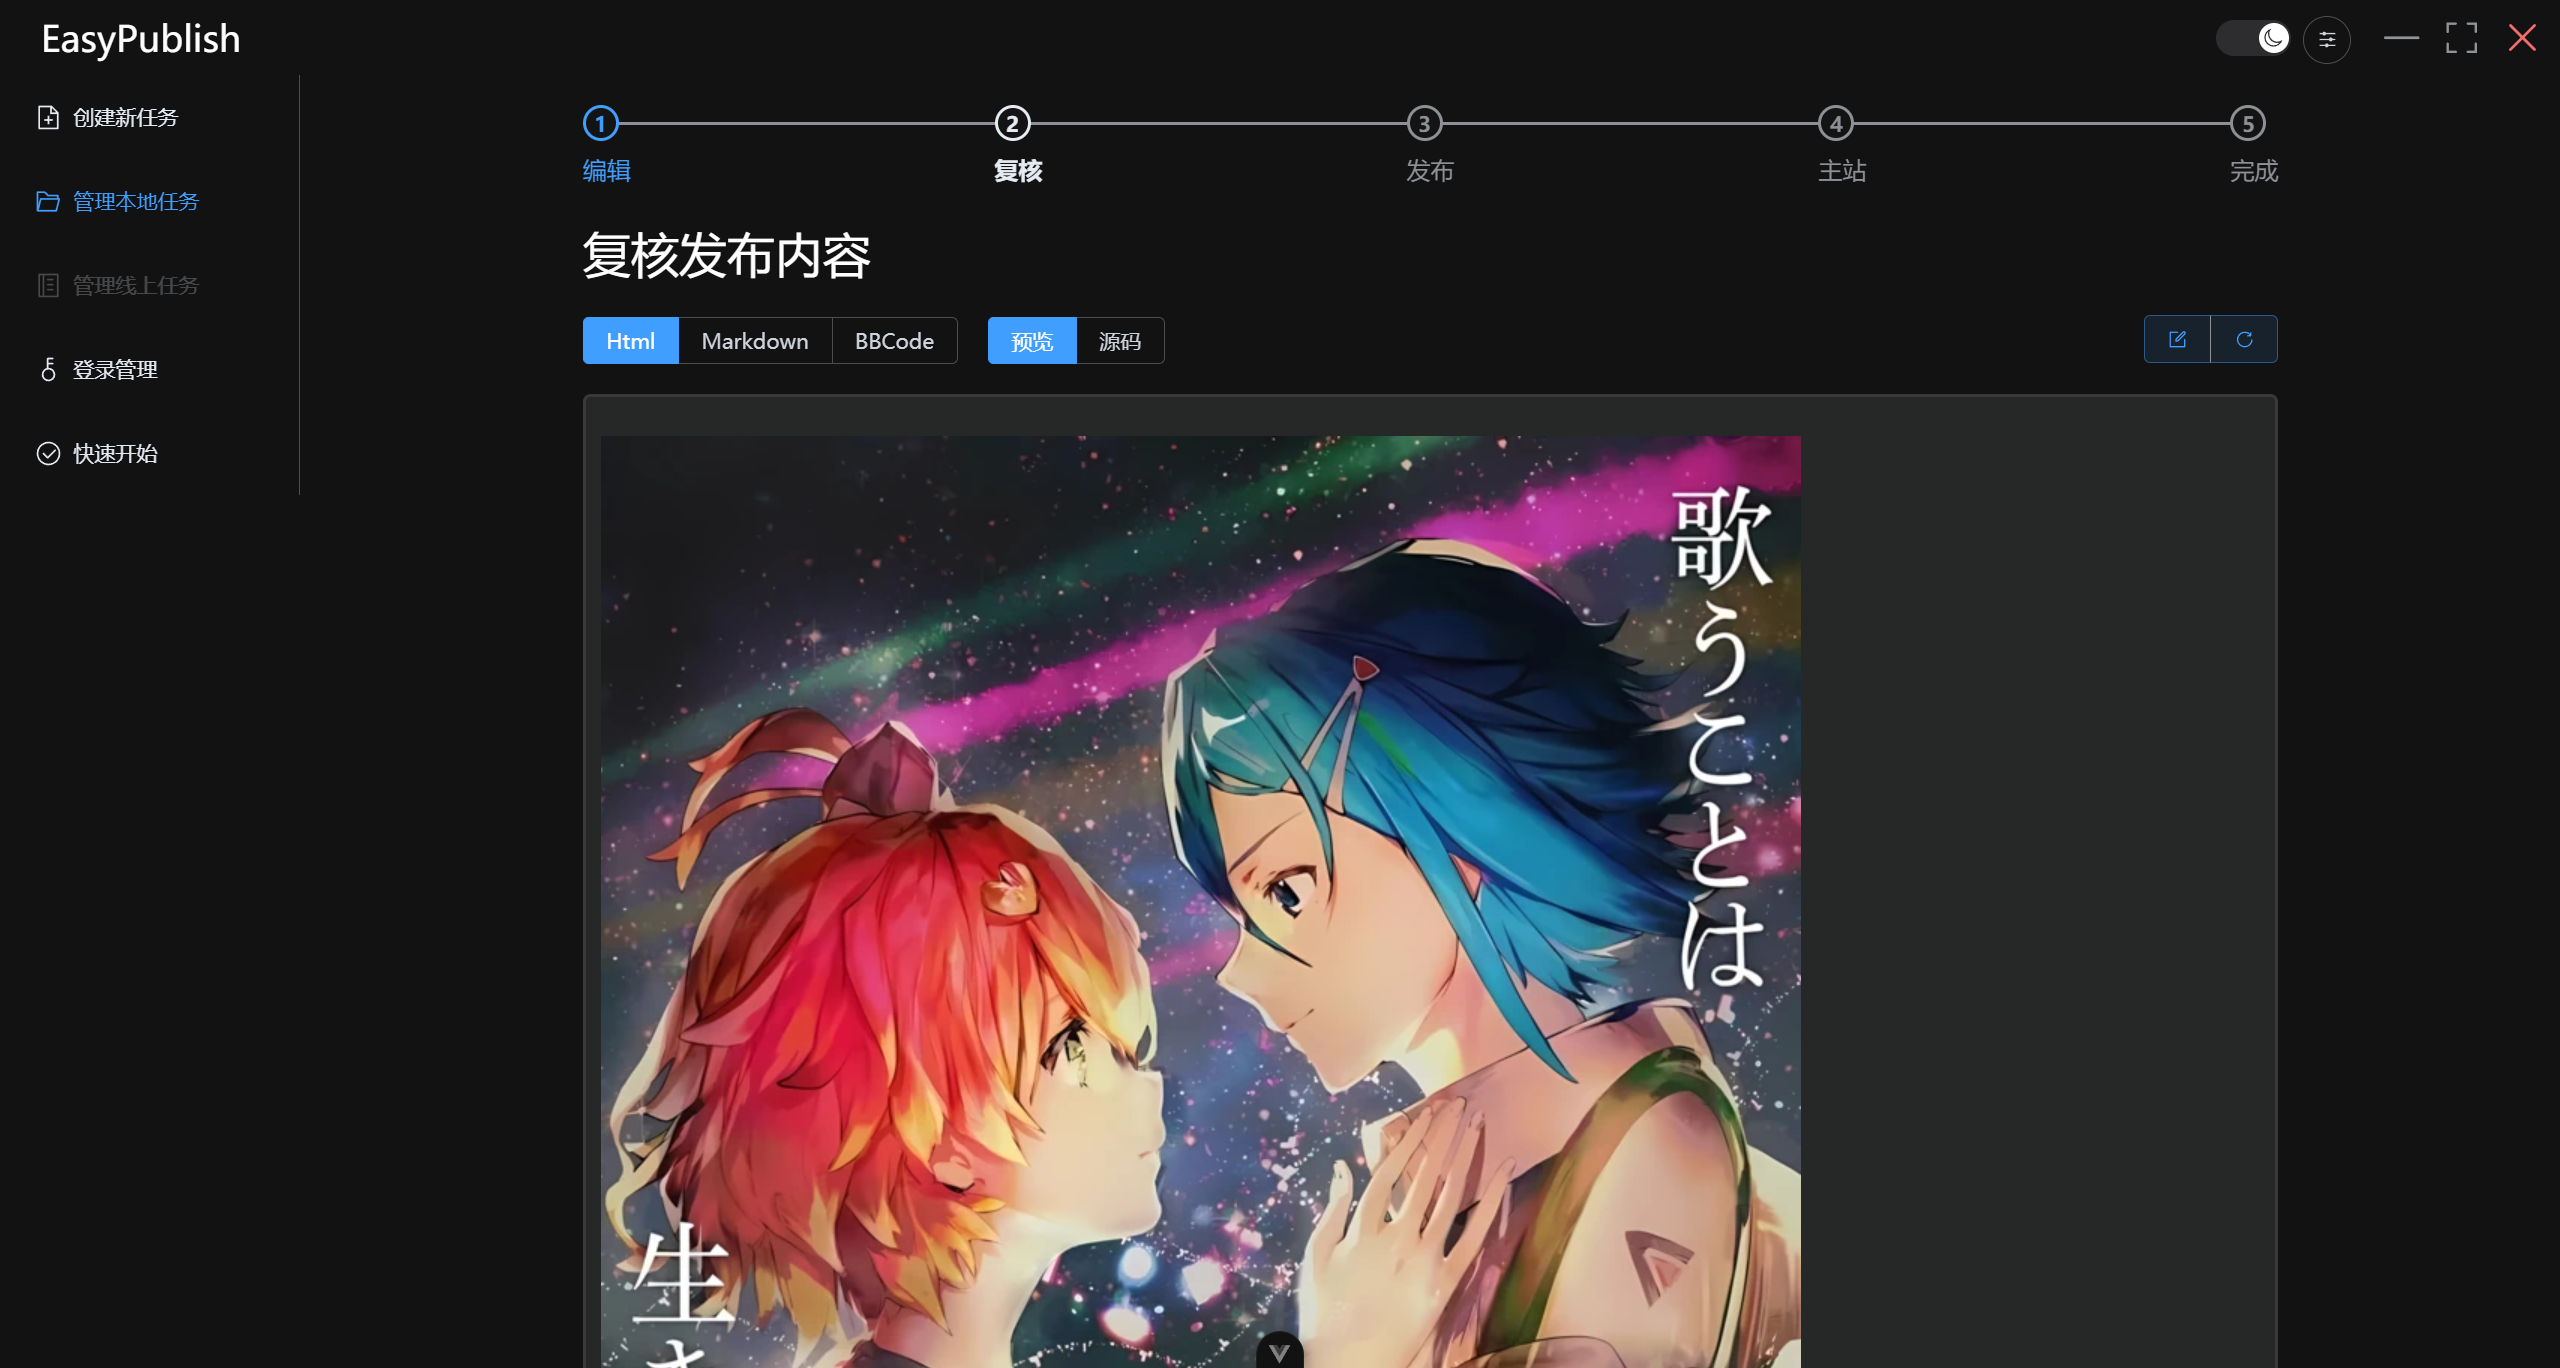 EasyPublish
创建新任务
管理本地任务
管理线上任务
登录管理
快速开始
1
2
3
4
5
编辑
复核
发布
主站
完成
复核发布内容
Html
Markdown
BBCode
预览
源码
歌うことは
生き